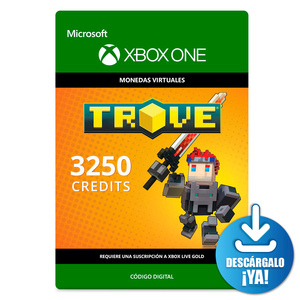 Microsoft
XBOX ONE
MONEDAS VIRTUALES
TROVE
3250
CREDITS
REQUIERE UNA SUSCRIPCIÓN A XBOX LIVE GOLD
CÓDIGO DIGITAL
DESCÁRGALO
¡YA!